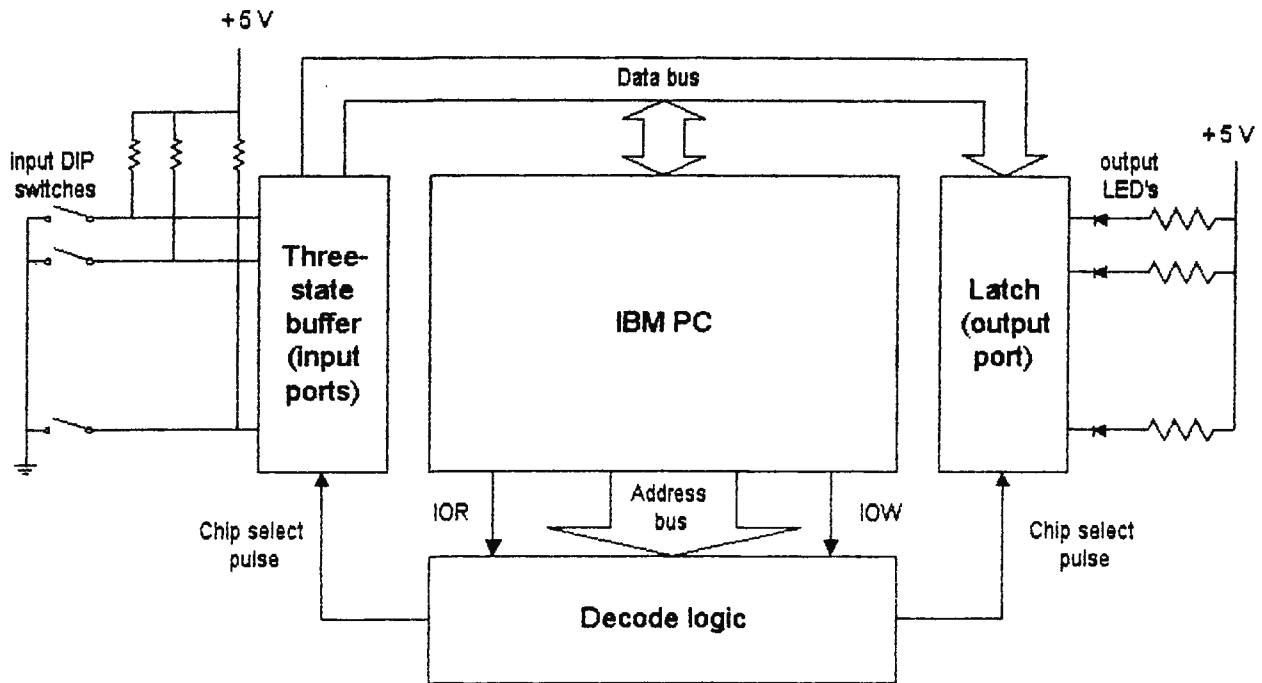 +5 V
Data bus
+5 V
input DIP
switches
output
LED's
Three-
state
buffer
(input
ports)
IBM PC
Latch
(output
port)
IOR
Address
bus
IOW
Chip select
pulse
Chip select
pulse
Decode logic